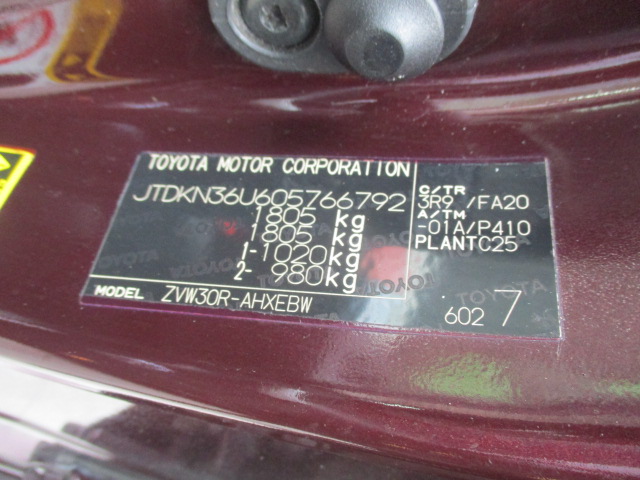 TOYOTA MOTOR CORPORATION
JTDKN36U605766792
1805 kg
1805 kg
1-1020kg
2- 980kg
MODEL ZVW30R-AHXEBW
C/TR
3R9 /FA20
A/TM
-01A/P410
PLANTC25
602 7